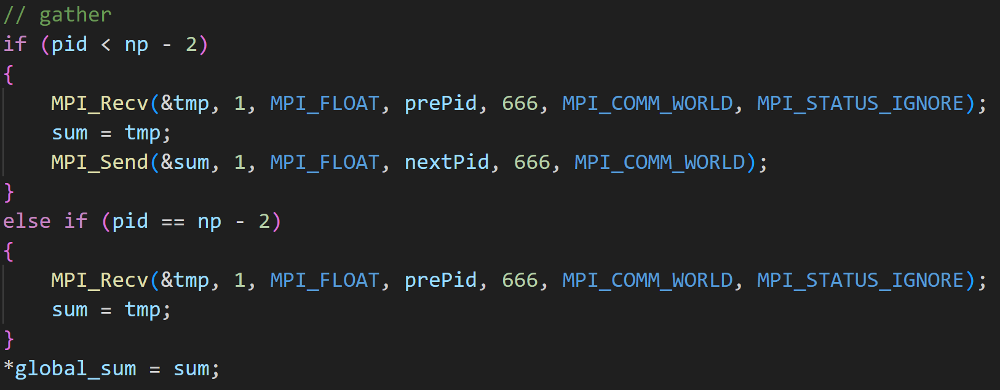 // gather
if (pid < np - 2)
{
    MPI_Recv(&tmp, 1, MPI_FLOAT, prePid, 666, MPI_COMM_WORLD, MPI_STATUS_IGNORE);
    sum = tmp;
    MPI_Send(&sum, 1, MPI_FLOAT, nextPid, 666, MPI_COMM_WORLD);
}
else if (pid == np - 2)
{
    MPI_Recv(&tmp, 1, MPI_FLOAT, prePid, 666, MPI_COMM_WORLD, MPI_STATUS_IGNORE);
    sum = tmp;
}
*global_sum = sum;